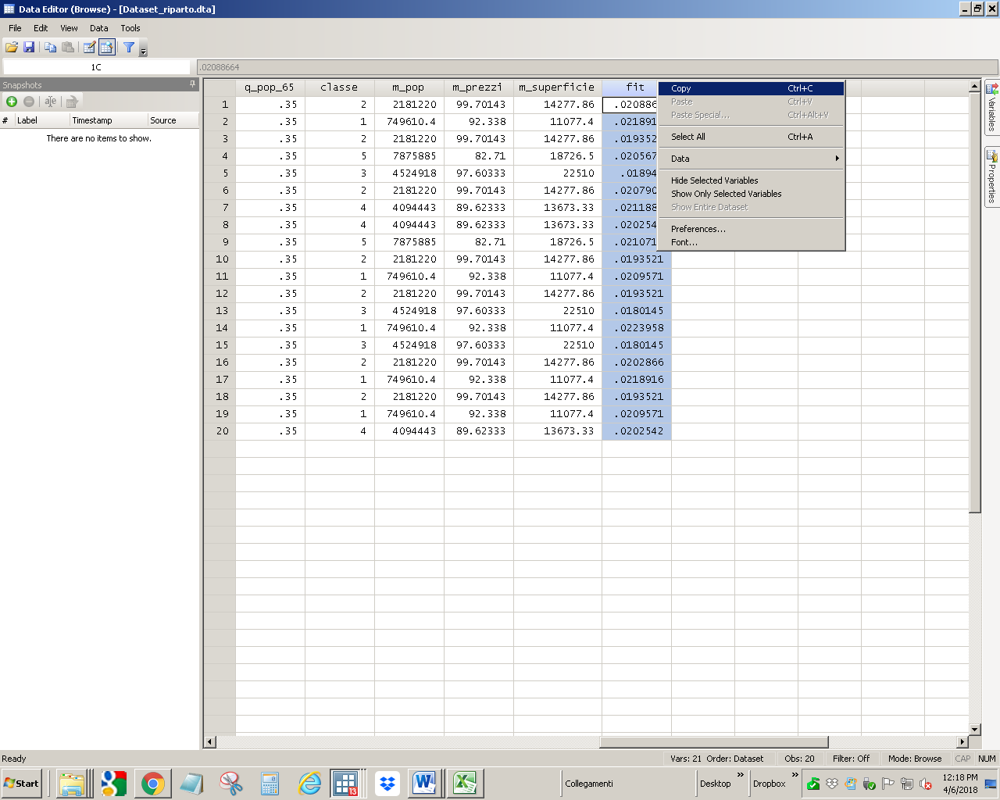 Data Editor (Browse) - [Dataset_riparto.dta]
File Edit View Data Tools
1C .02088664
Snapshots
# Label Timestamp Source
There are no items to show.
q_pop_65 classe m_pop m_prezzi m_superficie fit
1 .35 2 2181220 99.70143 14277.86 .020886
2 .35 1 749610.4 92.338 11077.4 .021891
3 .35 2 2181220 99.70143 14277.86 .019352
4 .35 5 7875885 82.71 18726.5 .020567
5 .35 3 4524918 97.60333 22510 .01894
6 .35 2 2181220 99.70143 14277.86 .020790
7 .35 4 4094443 89.62333 13673.33 .021188
8 .35 4 4094443 89.62333 13673.33 .020254
9 .35 5 7875885 82.71 18726.5 .021071
10 .35 2 2181220 99.70143 14277.86 .0193521
11 .35 1 749610.4 92.338 11077.4 .0209571
12 .35 2 2181220 99.70143 14277.86 .0193521
13 .35 3 4524918 97.60333 22510 .0180145
14 .35 1 749610.4 92.338 11077.4 .0223958
15 .35 3 4524918 97.60333 22510 .0180145
16 .35 2 2181220 99.70143 14277.86 .0202866
17 .35 1 749610.4 92.338 11077.4 .0218916
18 .35 2 2181220 99.70143 14277.86 .0193521
19 .35 1 749610.4 92.338 11077.4 .0209571
20 .35 4 4094443 89.62333 13673.33 .0202542
Copy Ctrl+C
Paste Ctrl+V
Paste Special... Ctrl+Alt+V
Select All Ctrl+A
Data
Hide Selected Variables
Show Only Selected Variables
Show Entire Dataset
Preferences...
Font...
Variables
Properties
Ready Vars: 21 Order: Dataset Obs: 20 Filter: Off Mode: Browse CAP NUM
Start 13 Collegamenti Desktop » Dropbox » 12:18 PM
4/6/2018